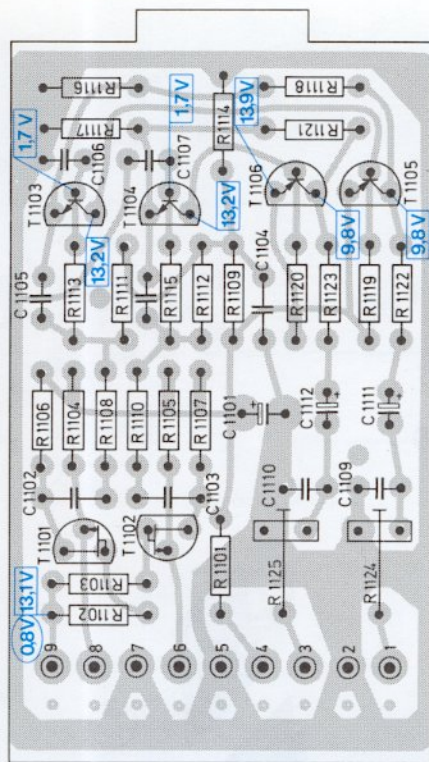 R1116
R1118
1,7 V
1,7 V
13,9V
R1114
R1117
R1121
C1106
C1107
T1103
T1104
T1106
T1105
13,2V
13,2V
9,8V
9,8V
C1105
C1104
R1113
R1111
R1115
R1112
R1109
R1120
R1123
R1119
R1122
R1106
R1104
R1108
R1110
R1105
R1107
C1101
+
C1112
+
C1111
+
C1102
C1103
C1110
C1109
T1101
T1102
R1101
R1125
R1124
R1103
R1102
0,8V
13,1V
9
8
7
6
5
4
3
2
1